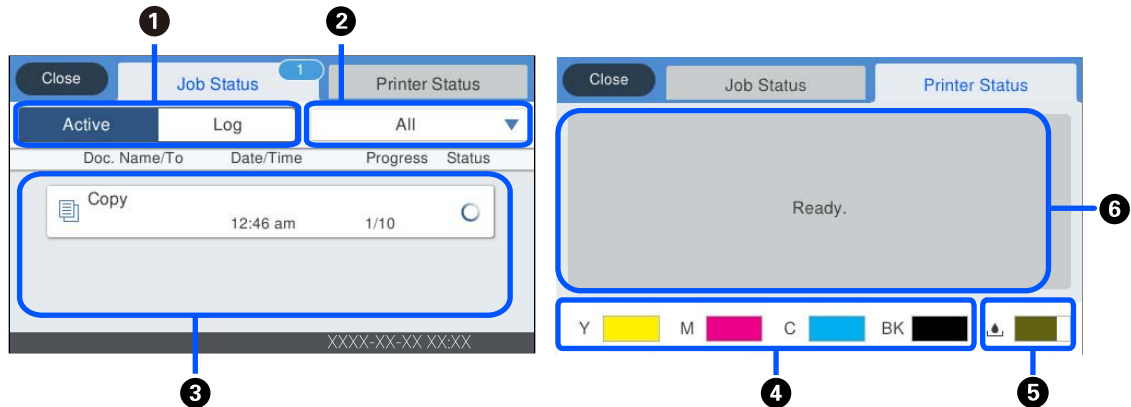 1 2
Close Job Status 1 Printer Status
Active Log All
Doc. Name/To Date/Time Progress Status
Copy
12:46 am 1/10
XXXX-XX-XX XX:XX
3
Close Job Status Printer Status
Ready.
6
Y M C BK
4 5